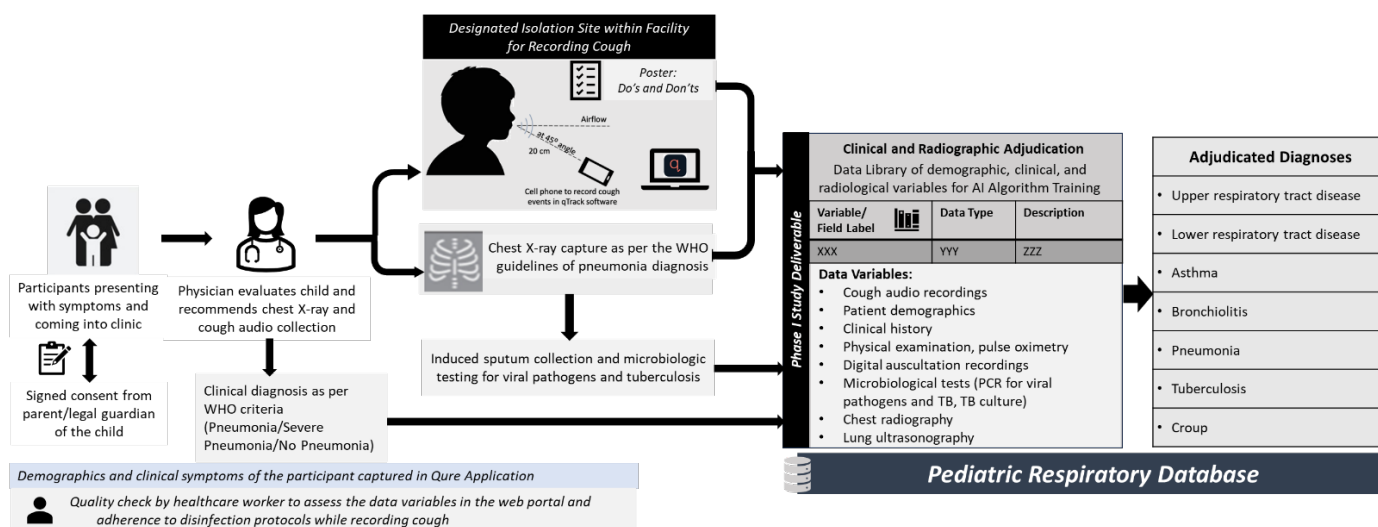 Designated Isolation Site within Facility
for Recording Cough
Poster:
Do's and Don'ts
Airflow
at 45° angle
20 cm
q
Cell phone to record cough
events in qTrack software
Participants presenting
with symptoms and
coming into clinic
Signed consent from
parent/legal guardian
of the child
Physician evaluates child and
recommends chest X-ray and
cough audio collection
Clinical diagnosis as per
WHO criteria
(Pneumonia/Severe
Pneumonia/No Pneumonia)
Chest X-ray capture as per the WHO
guidelines of pneumonia diagnosis
Induced sputum collection and microbiologic
testing for viral pathogens and tuberculosis
Phase I Study Deliverable
Clinical and Radiographic Adjudication
Data Library of demographic, clinical, and
radiological variables for AI Algorithm Training
Variable/
Field Label
Data Type
Description
XXX
YYY
ZZZ
Data Variables:
• Cough audio recordings
• Patient demographics
• Clinical history
• Physical examination, pulse oximetry
• Digital auscultation recordings
• Microbiological tests (PCR for viral
pathogens and TB, TB culture)
• Chest radiography
• Lung ultrasonography
Adjudicated Diagnoses
• Upper respiratory tract disease
• Lower respiratory tract disease
• Asthma
• Bronchiolitis
• Pneumonia
• Tuberculosis
• Croup
Pediatric Respiratory Database
Demographics and clinical symptoms of the participant captured in Qure Application
Quality check by healthcare worker to assess the data variables in the web portal and
adherence to disinfection protocols while recording cough